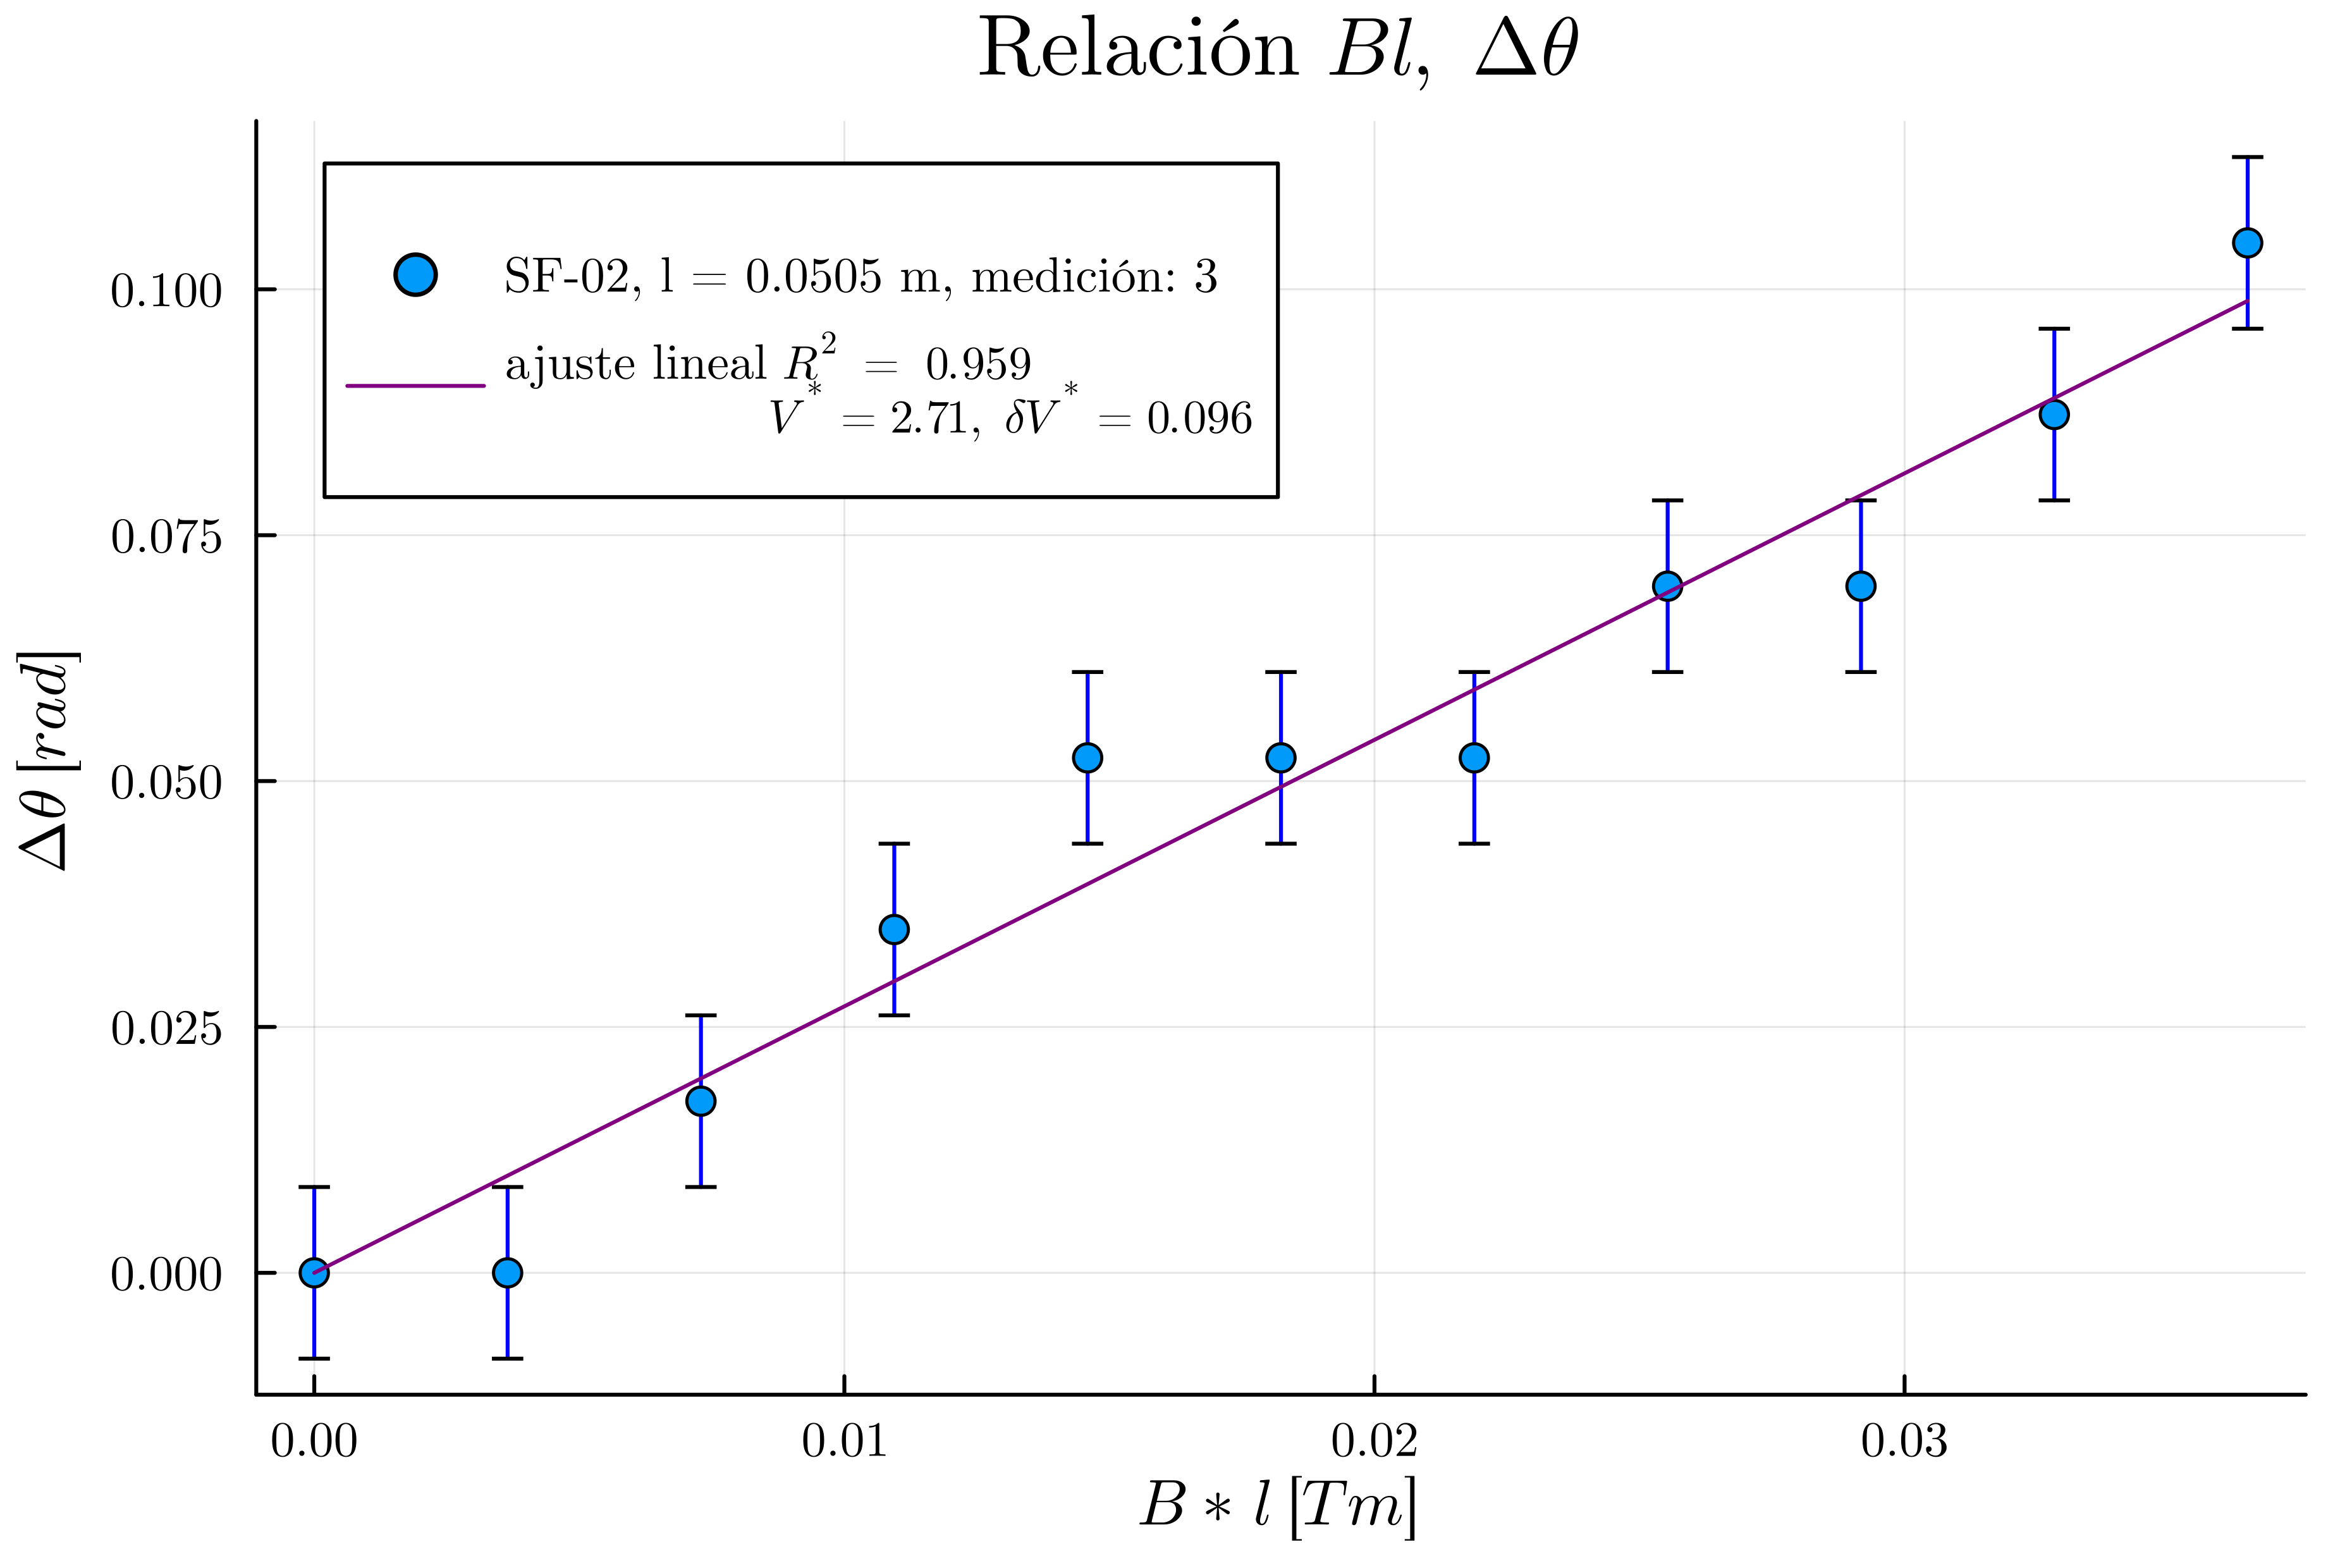 Relación Bl, Δθ
SF-02, l = 0.0505 m, medición: 3
ajuste lineal R² = 0.959
V* = 2.71, δV* = 0.096
0.100
0.075
0.050
0.025
0.000
Δθ [rad]
0.00 0.01 0.02 0.03
B * l [Tm]